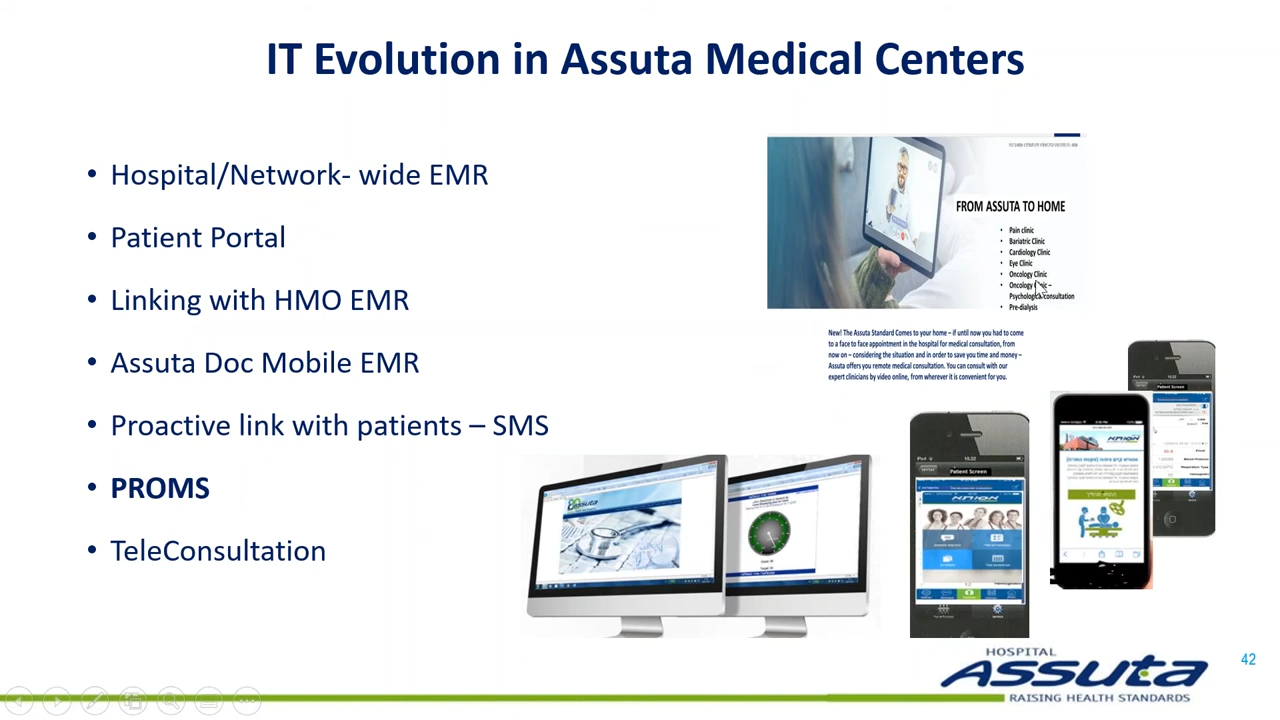 IT Evolution in Assuta Medical Centers
• Hospital/Network- wide EMR
• Patient Portal
• Linking with HMO EMR
• Assuta Doc Mobile EMR
• Proactive link with patients – SMS
• PROMS
• TeleConsultation
FROM ASSUTA TO HOME
• Pain clinic
• Bariatric Clinic
• Cardiology Clinic
• Eye Clinic
• Oncology Clinic
• Oncology Clinic –
Psychological consultation
• Pre-dialysis
New! The Assuta Standard Comes to your home – if until now you had to come
to a face to face appointment in the hospital for medical consultation, from
now on – considering the situation and in order to save you time and money –
Assuta offers you remote medical consultation. You can consult with our
expert clinicians by video online, from wherever it is convenient for you.
Assuta
Patient Screen
Patient Screen
HOSPITAL
Assuta
RAISING HEALTH STANDARDS
42